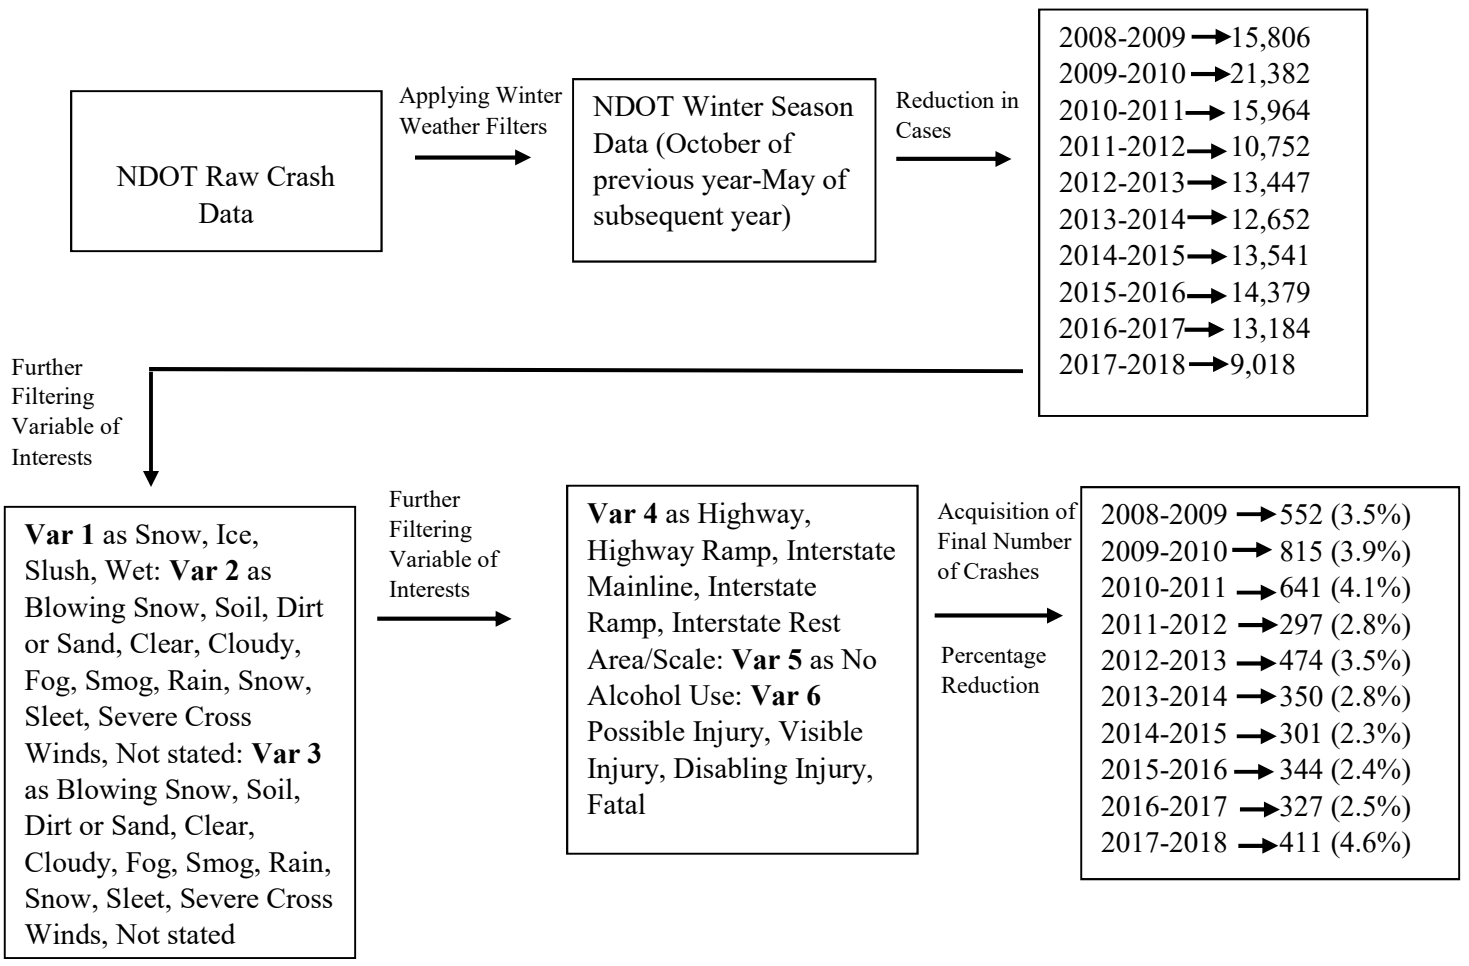 NDOT Raw Crash
Data
Applying Winter
Weather Filters
NDOT Winter Season
Data (October of
previous year-May of
subsequent year)
Reduction in
Cases
2008-2009 → 15,806
2009-2010 → 21,382
2010-2011 → 15,964
2011-2012 → 10,752
2012-2013 → 13,447
2013-2014 → 12,652
2014-2015 → 13,541
2015-2016 → 14,379
2016-2017 → 13,184
2017-2018 → 9,018
Further
Filtering
Variable of
Interests
Var 1 as Snow, Ice,
Slush, Wet: Var 2 as
Blowing Snow, Soil, Dirt
or Sand, Clear, Cloudy,
Fog, Smog, Rain, Snow,
Sleet, Severe Cross
Winds, Not stated: Var 3
as Blowing Snow, Soil,
Dirt or Sand, Clear,
Cloudy, Fog, Smog, Rain,
Snow, Sleet, Severe Cross
Winds, Not stated
Further
Filtering
Variable of
Interests
Var 4 as Highway,
Highway Ramp, Interstate
Mainline, Interstate
Ramp, Interstate Rest
Area/Scale: Var 5 as No
Alcohol Use: Var 6
Possible Injury, Visible
Injury, Disabling Injury,
Fatal
Acquisition of
Final Number
of Crashes
Percentage
Reduction
2008-2009 → 552 (3.5%)
2009-2010 → 815 (3.9%)
2010-2011 → 641 (4.1%)
2011-2012 → 297 (2.8%)
2012-2013 → 474 (3.5%)
2013-2014 → 350 (2.8%)
2014-2015 → 301 (2.3%)
2015-2016 → 344 (2.4%)
2016-2017 → 327 (2.5%)
2017-2018 → 411 (4.6%)